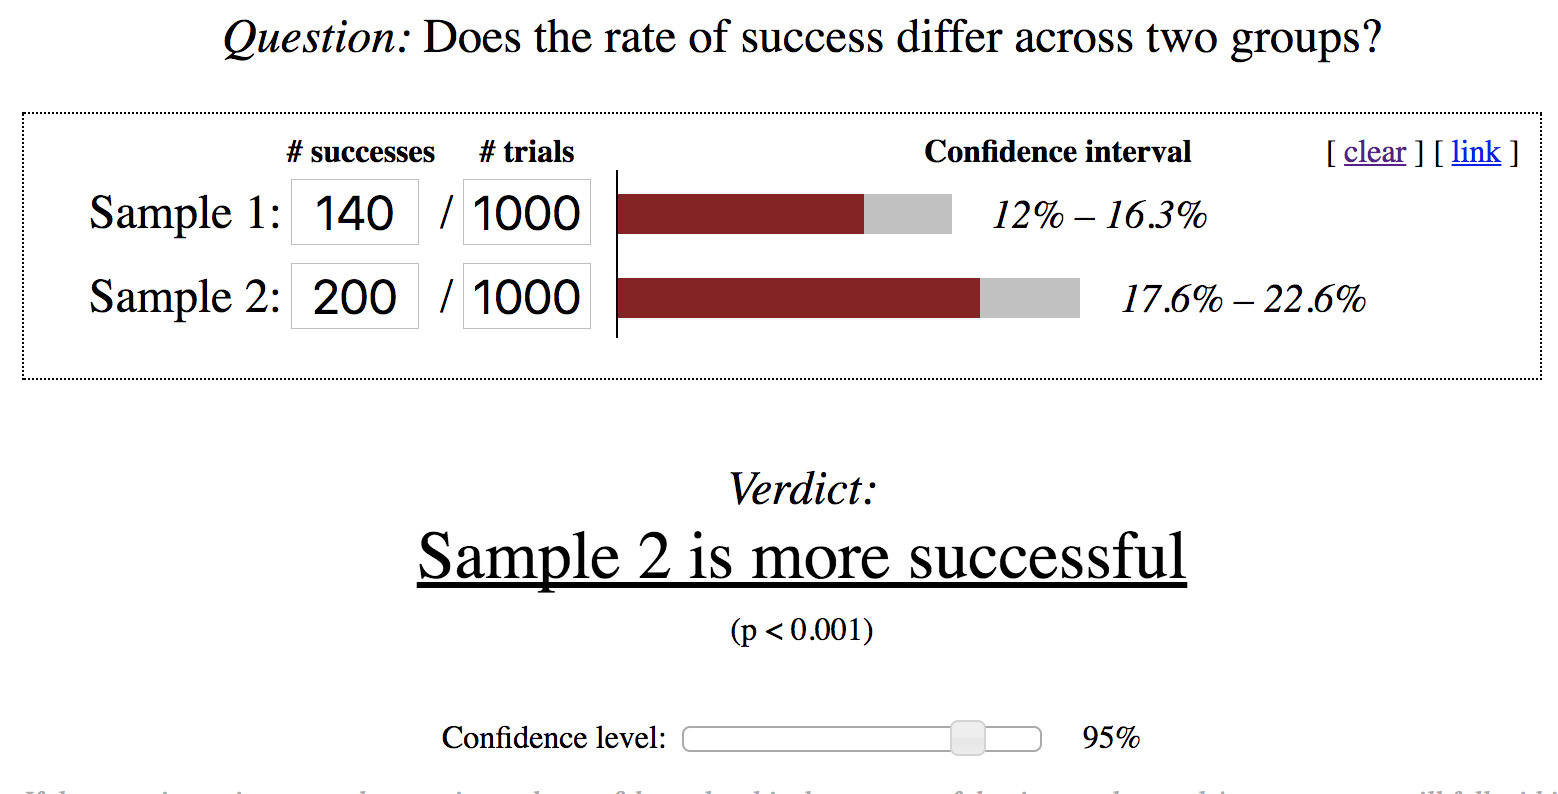 Question: Does the rate of success differ across two groups?
# successes # trials Confidence interval [ clear ] [ link ]
Sample 1: 140 / 1000 12% – 16.3%
Sample 2: 200 / 1000 17.6% – 22.6%
Verdict:
Sample 2 is more successful
(p < 0.001)
Confidence level: 95%